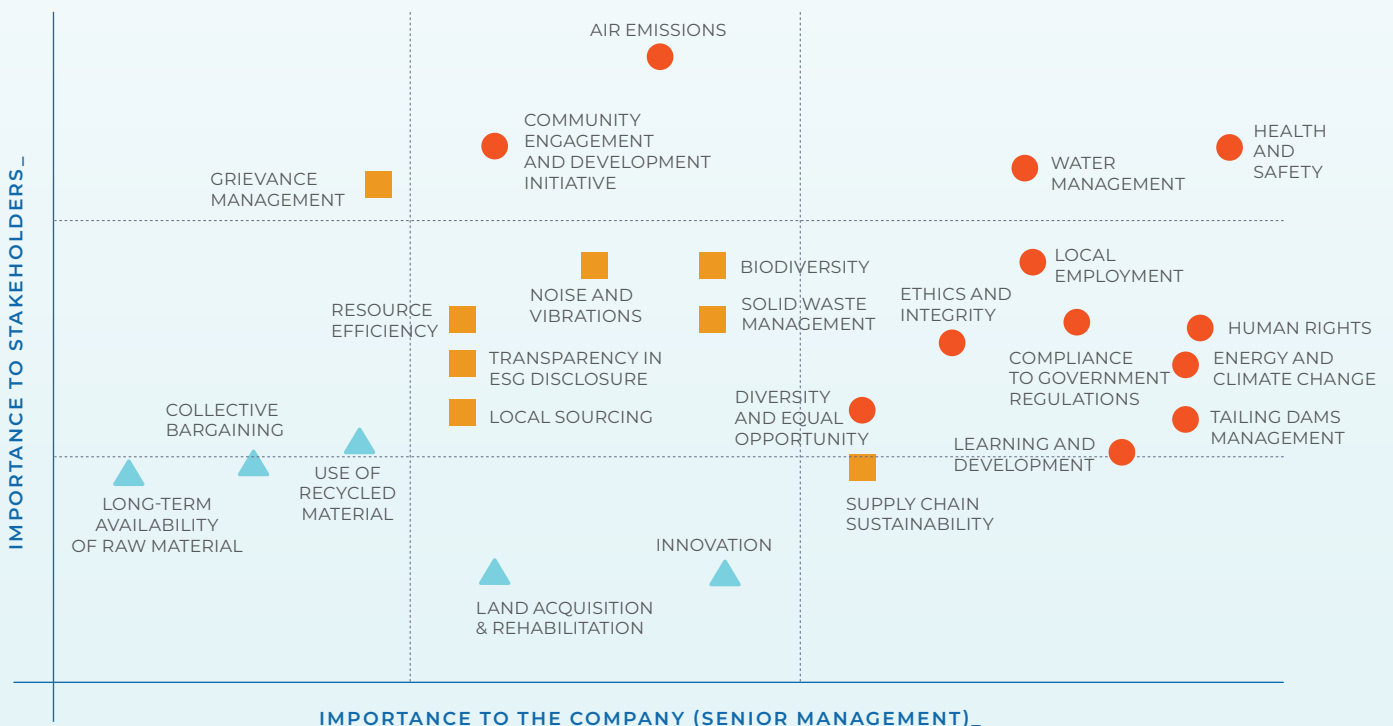 AIR EMISSIONS
COMMUNITY
ENGAGEMENT
AND DEVELOPMENT
INITIATIVE
HEALTH
AND
SAFETY
WATER
MANAGEMENT
GRIEVANCE
MANAGEMENT
IMPORTANCE TO STAKEHOLDERS_
LOCAL
EMPLOYMENT
BIODIVERSITY
NOISE AND
VIBRATIONS
ETHICS AND
INTEGRITY
SOLID WASTE
MANAGEMENT
RESOURCE
EFFICIENCY
HUMAN RIGHTS
TRANSPARENCY IN
ESG DISCLOSURE
COMPLIANCE
TO GOVERNMENT
REGULATIONS
ENERGY AND
CLIMATE CHANGE
DIVERSITY
AND EQUAL
OPPORTUNITY
LOCAL SOURCING
COLLECTIVE
BARGAINING
TAILING DAMS
MANAGEMENT
LEARNING AND
DEVELOPMENT
USE OF
RECYCLED
MATERIAL
LONG-TERM
AVAILABILITY
OF RAW MATERIAL
SUPPLY CHAIN
SUSTAINABILITY
INNOVATION
LAND ACQUISITION
& REHABILITATION
IMPORTANCE TO THE COMPANY (SENIOR MANAGEMENT)_